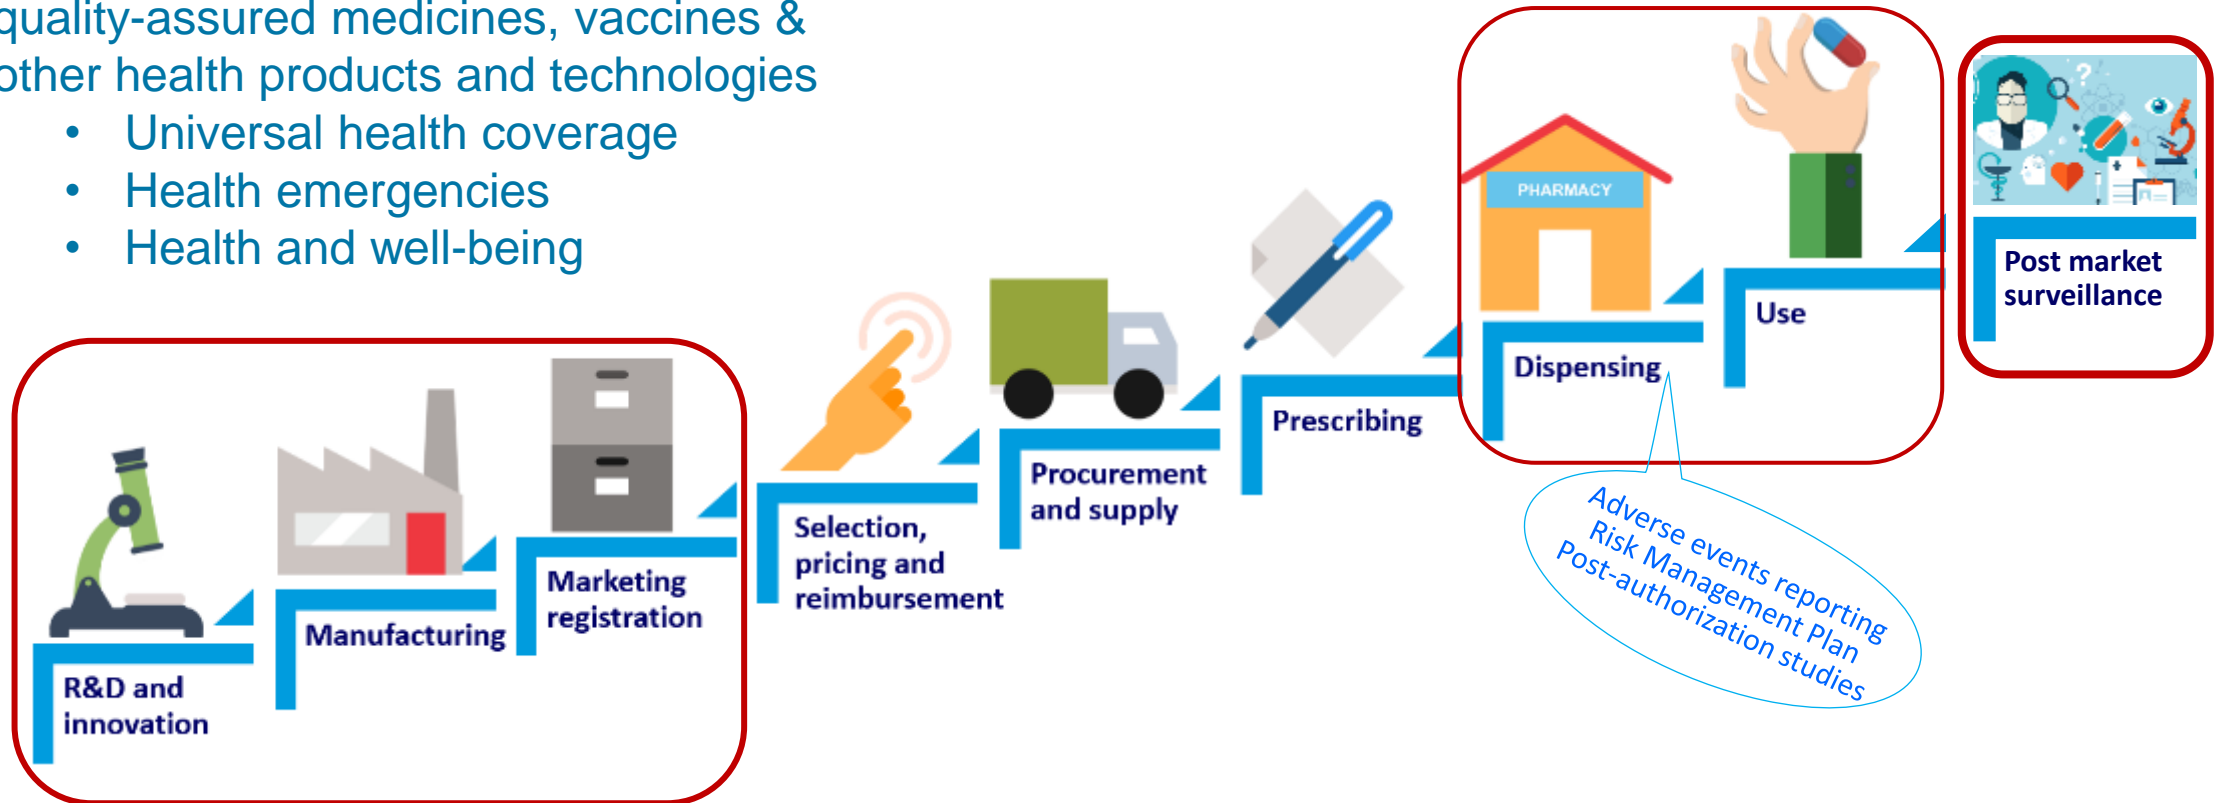 quality-assured medicines, vaccines &
other health products and technologies
• Universal health coverage
• Health emergencies
• Health and well-being
R&D and
innovation
Manufacturing
Marketing
registration
Selection,
pricing and
reimbursement
Procurement
and supply
Prescribing
PHARMACY
Dispensing
Use
Post market
surveillance
Adverse events reporting
Risk Management Plan
Post-authorization studies